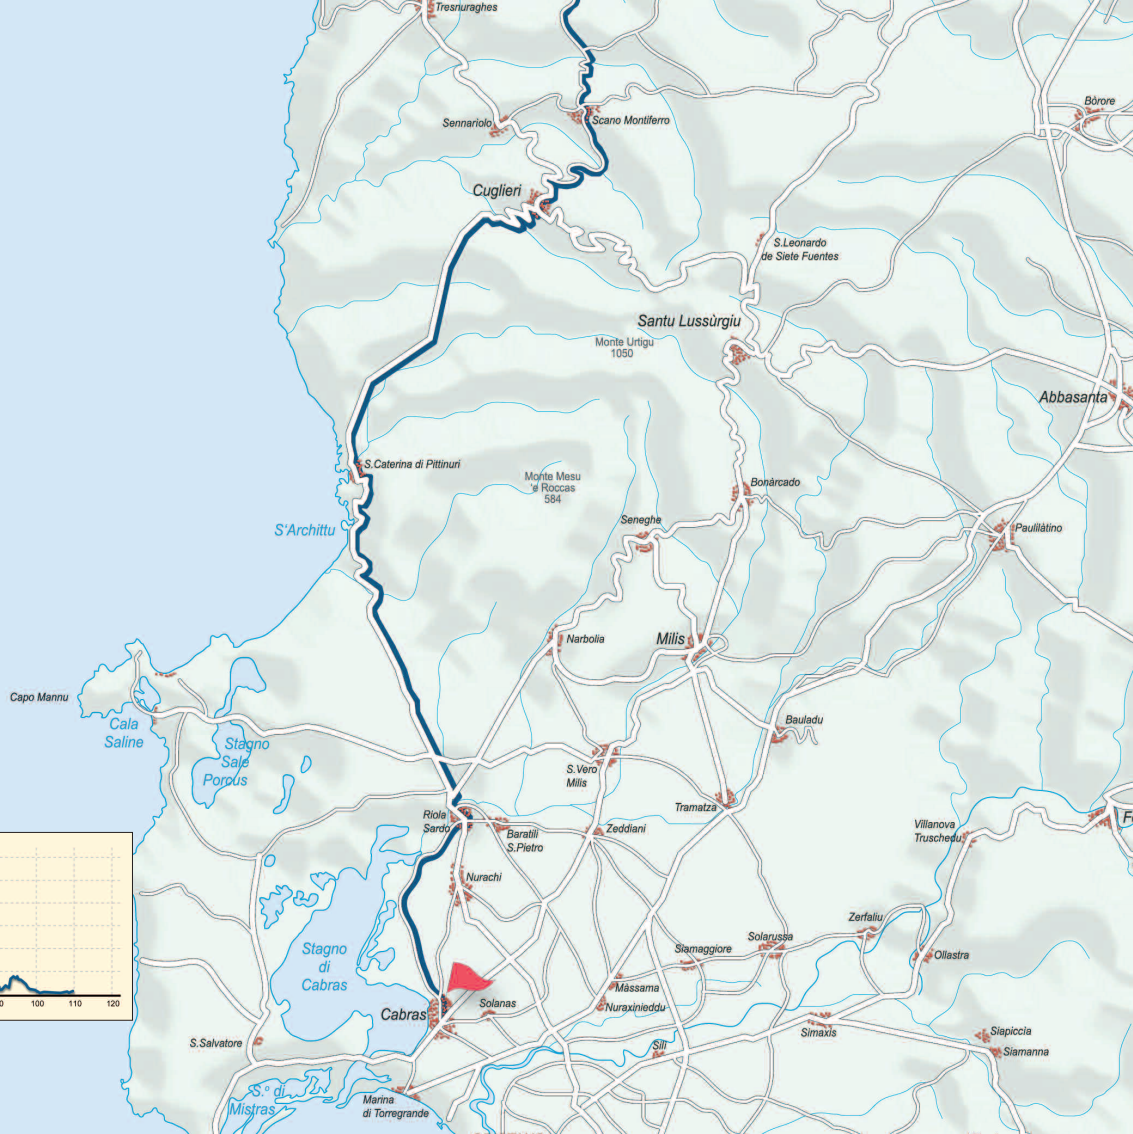 Tresnuraghes
Bòrore
Sennariolo
Scano Montiferro
Cuglieri
S.Leonardo
de Siete Fuentes
Santu Lussùrgiu
Monte Urtigu
1050
Abbasanta
S.Caterina di Pittinuri
Monte Mesu
'e Roccas
584
Bonàrcado
S'Archittu
Seneghe
Paulilàtino
Narbolia
Milis
Capo Mannu
Cala
Saline
Stagno
Sale
Porcus
Bauladu
S.Vero
Milis
Tramatza
Riola
Sardo
Baratili
S.Pietro
Zeddiani
Villanova
Truschedu
Nurachi
Zerfaliu
Stagno
di
Cabras
Siamaggiore
Solarussa
Ollastra
Màssama
Nuraxinieddu
100
110
120
Cabras
Solanas
S.Salvatore
Sili
Simaxis
Siapiccia
Siamanna
S.º di
Mistras
Marina
di Torregrande